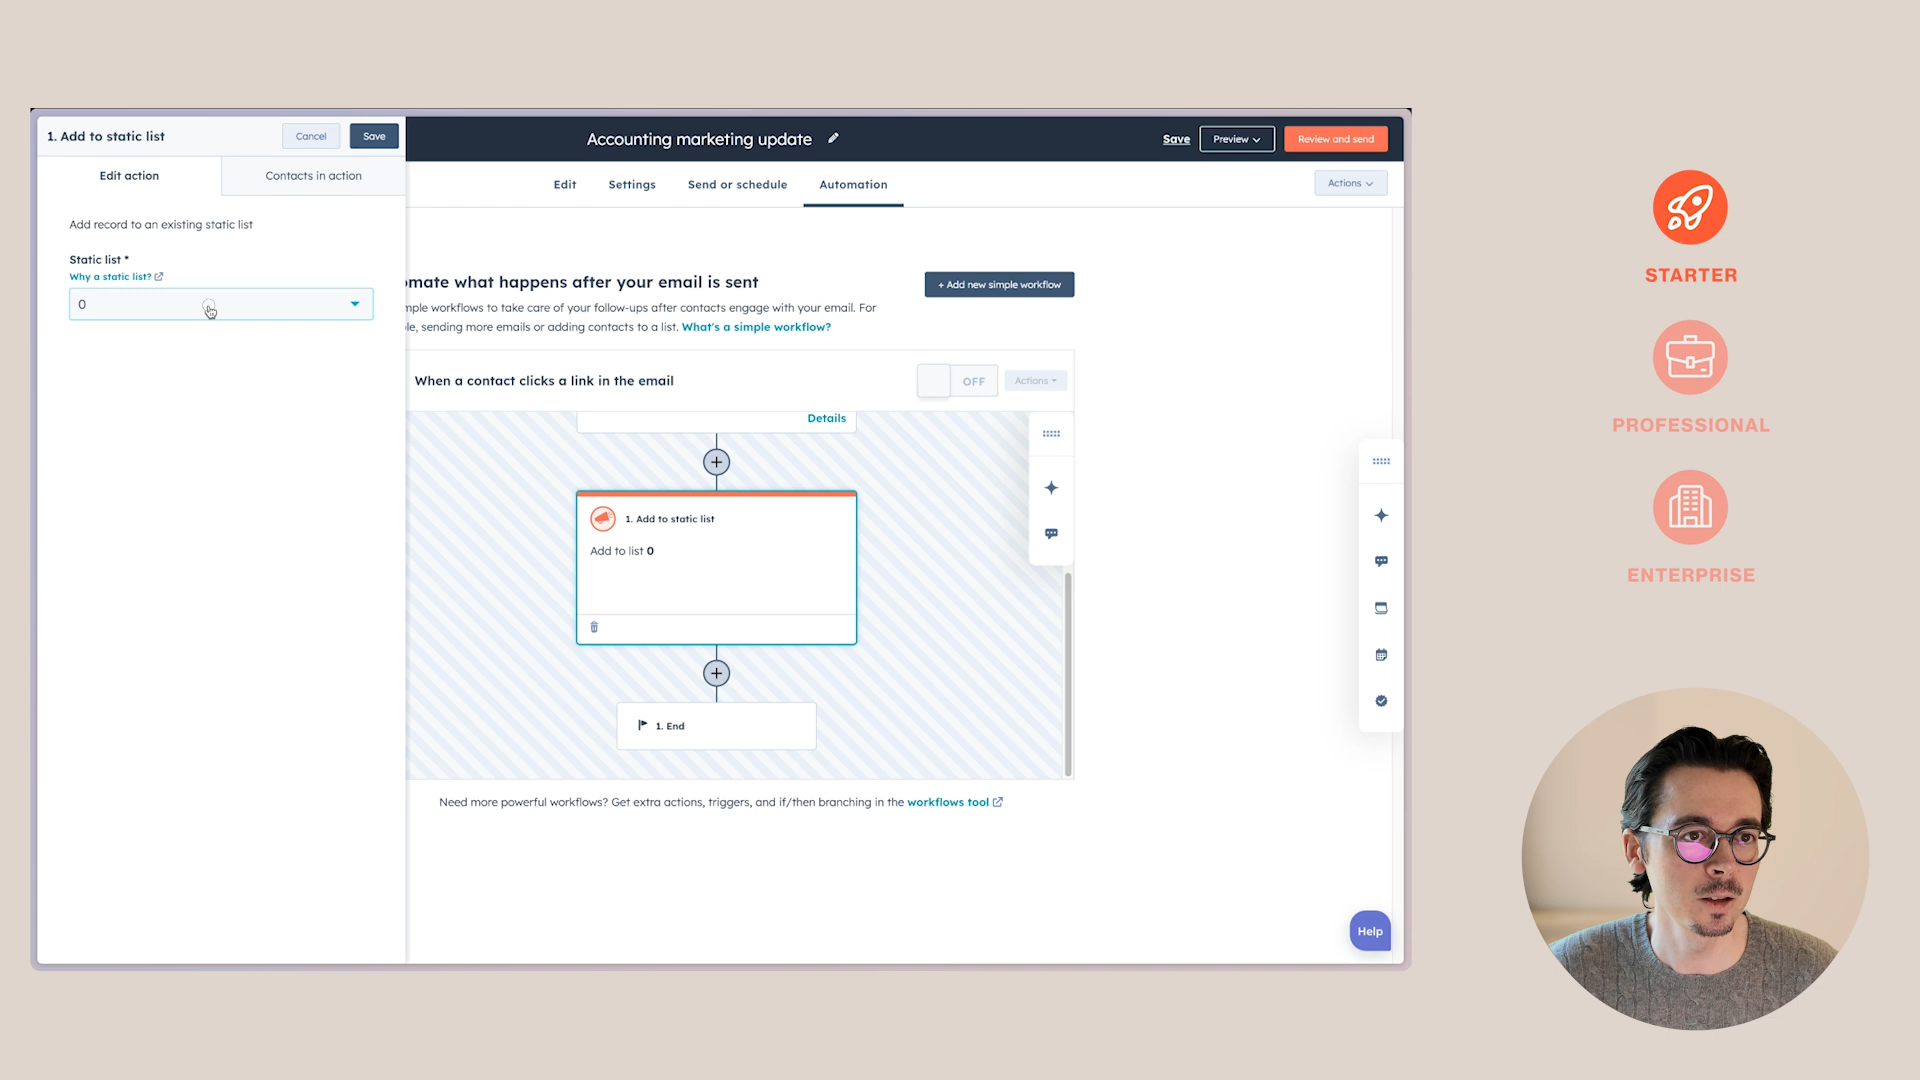 1. Add to static list
Cancel
Save
Edit action
Contacts in action
Add record to an existing static list
Static list *
Why a static list?
0
Accounting marketing update
Save
Preview
Review and send
Edit
Settings
Send or schedule
Automation
Actions
mate what happens after your email is sent
+ Add new simple workflow
mple workflows to take care of your follow-ups after contacts engage with your email. For
le, sending more emails or adding contacts to a list. What's a simple workflow?
When a contact clicks a link in the email
OFF
Actions
Details
1. Add to static list
Add to list 0
1. End
Need more powerful workflows? Get extra actions, triggers, and if/then branching in the workflows tool
Help
STARTER
PROFESSIONAL
ENTERPRISE